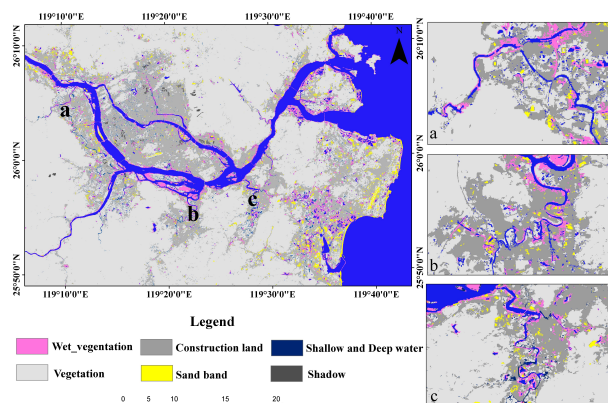 119°10'0"E 119°20'0"E 119°30'0"E 119°40'0"E
26°10'0"N
26°0'0"N
25°50'0"N
N
a
b
c
26°10'0"N
26°0'0"N
25°50'0"N
119°10'0"E 119°20'0"E 119°30'0"E 119°40'0"E
a
b
c
Legend
Wet_vegentation Construction land Shallow and Deep water
Vegetation Sand band Shadow
0 5 10 15 20